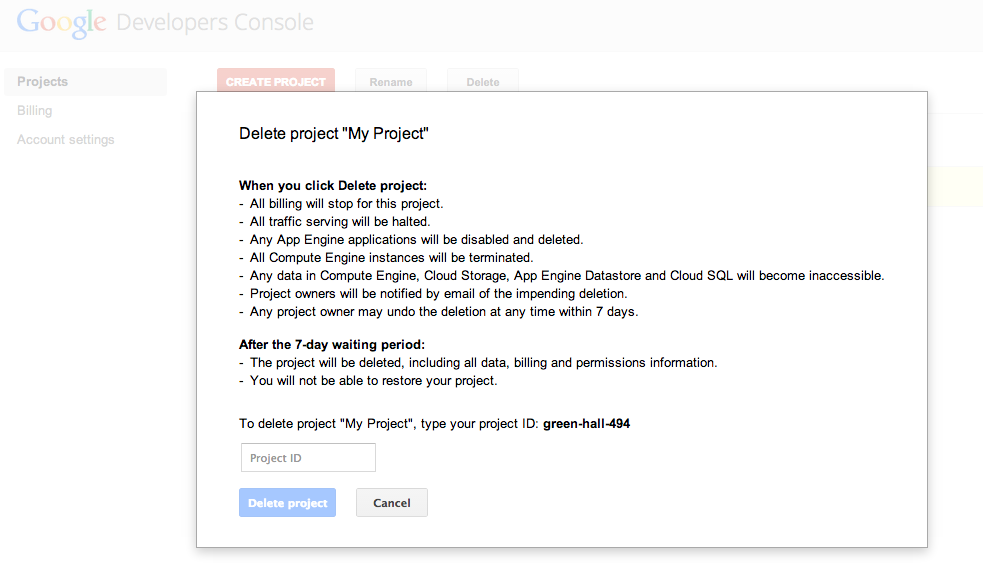 Google Developers Console
Projects
Billing
Account settings
CREATE PROJECT Rename Delete
Delete project "My Project"
When you click Delete project:
- All billing will stop for this project.
- All traffic serving will be halted.
- Any App Engine applications will be disabled and deleted.
- All Compute Engine instances will be terminated.
- Any data in Compute Engine, Cloud Storage, App Engine Datastore and Cloud SQL will become inaccessible.
- Project owners will be notified by email of the impending deletion.
- Any project owner may undo the deletion at any time within 7 days.
After the 7-day waiting period:
- The project will be deleted, including all data, billing and permissions information.
- You will not be able to restore your project.
To delete project "My Project", type your project ID: green-hall-494
Project ID
Delete project Cancel